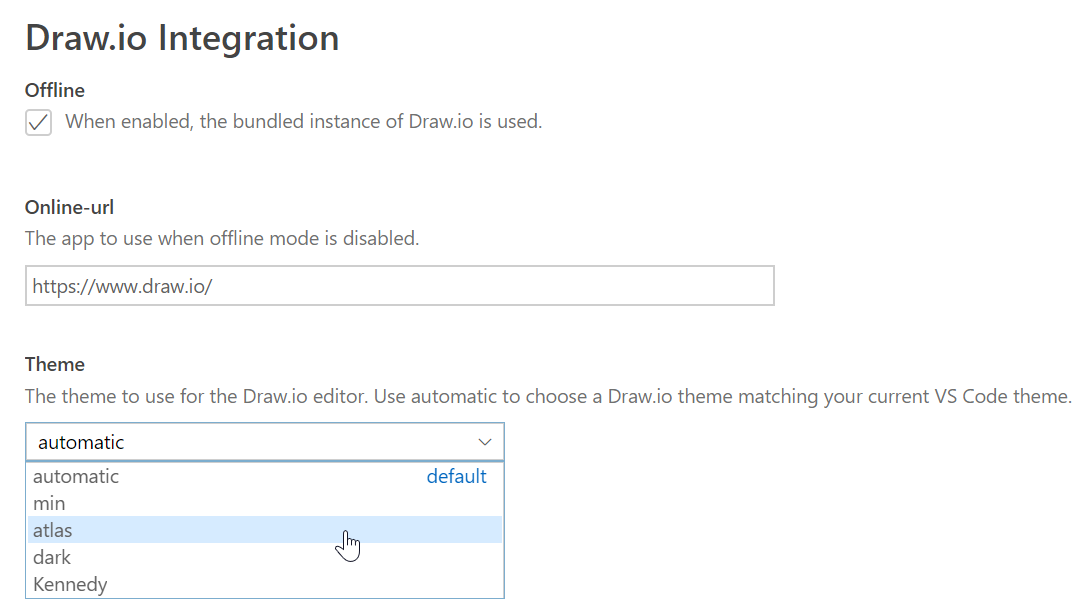 Draw.io Integration
Offline
When enabled, the bundled instance of Draw.io is used.
Online-url
The app to use when offline mode is disabled.
https://www.draw.io/
Theme
The theme to use for the Draw.io editor. Use automatic to choose a Draw.io theme matching your current VS Code theme.
automatic
automatic default
min
atlas
dark
Kennedy